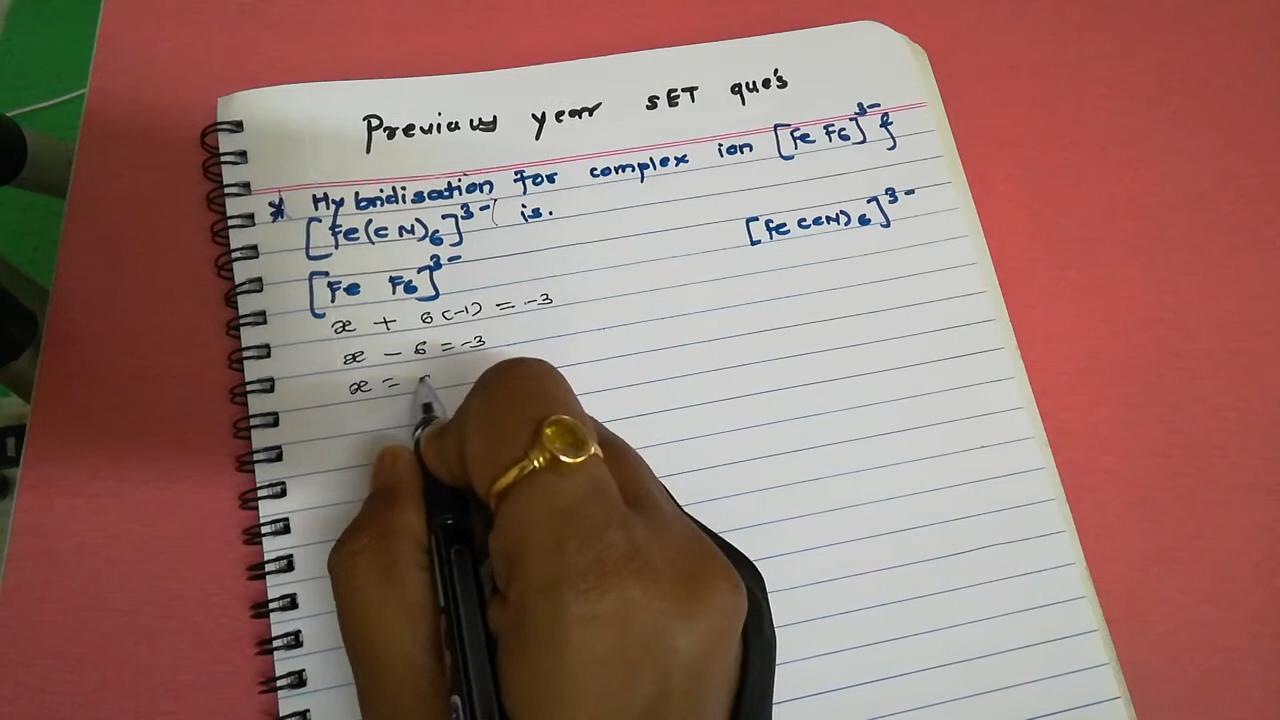 Previous year SET que's
* Hybridisation for complex ion [Fe F6]3- &
[Fe(CN)6]3- is.
[Fe (CN)6]3-
[Fe F6]3-
x + 6(-1) = -3
x - 6 = -3
x =